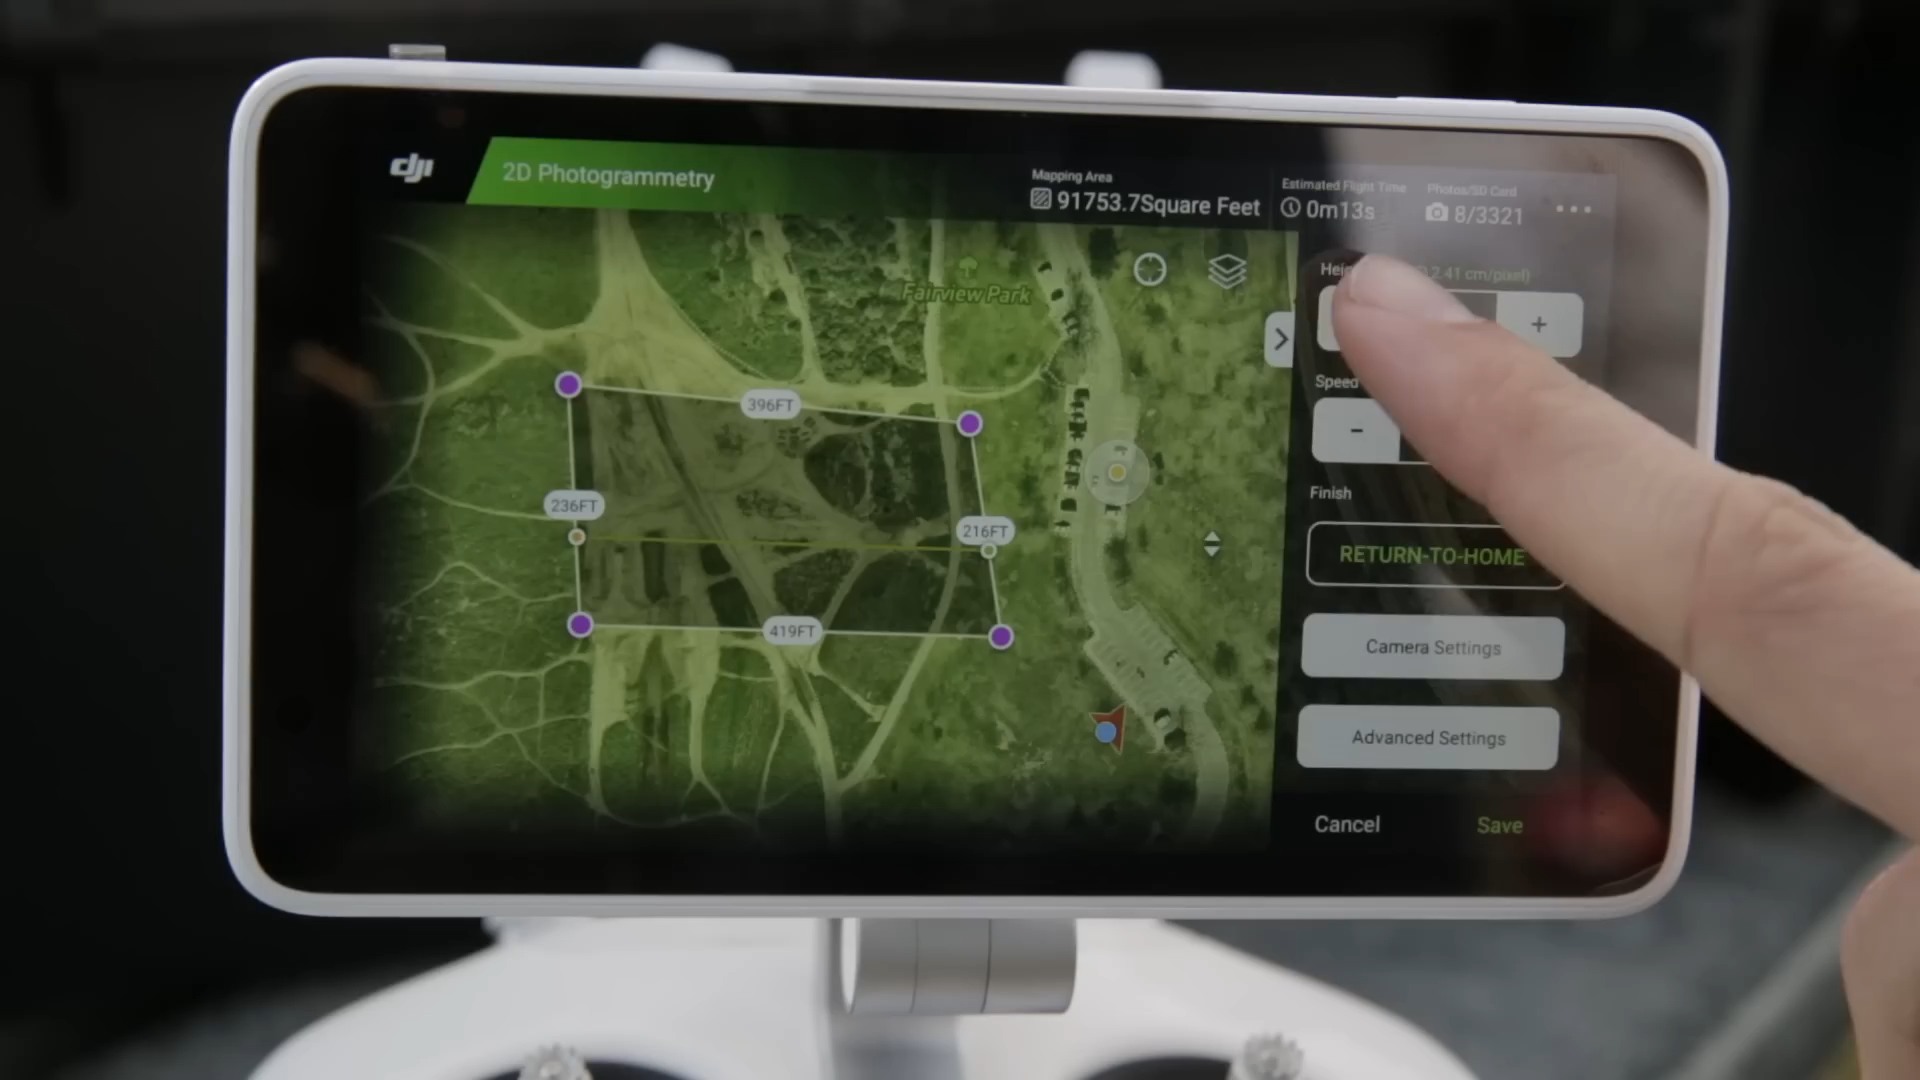 dji
2D Photogrammetry
Mapping Area
91753.7Square Feet
Estimated Flight Time
0m13s
Photos/SD Card
8/3321
Fairview Park
396FT
236FT
216FT
419FT
2.41 cm/pixel)
+
Speed
-
Finish
RETURN-TO-HOME
Camera Settings
Advanced Settings
Cancel
Save